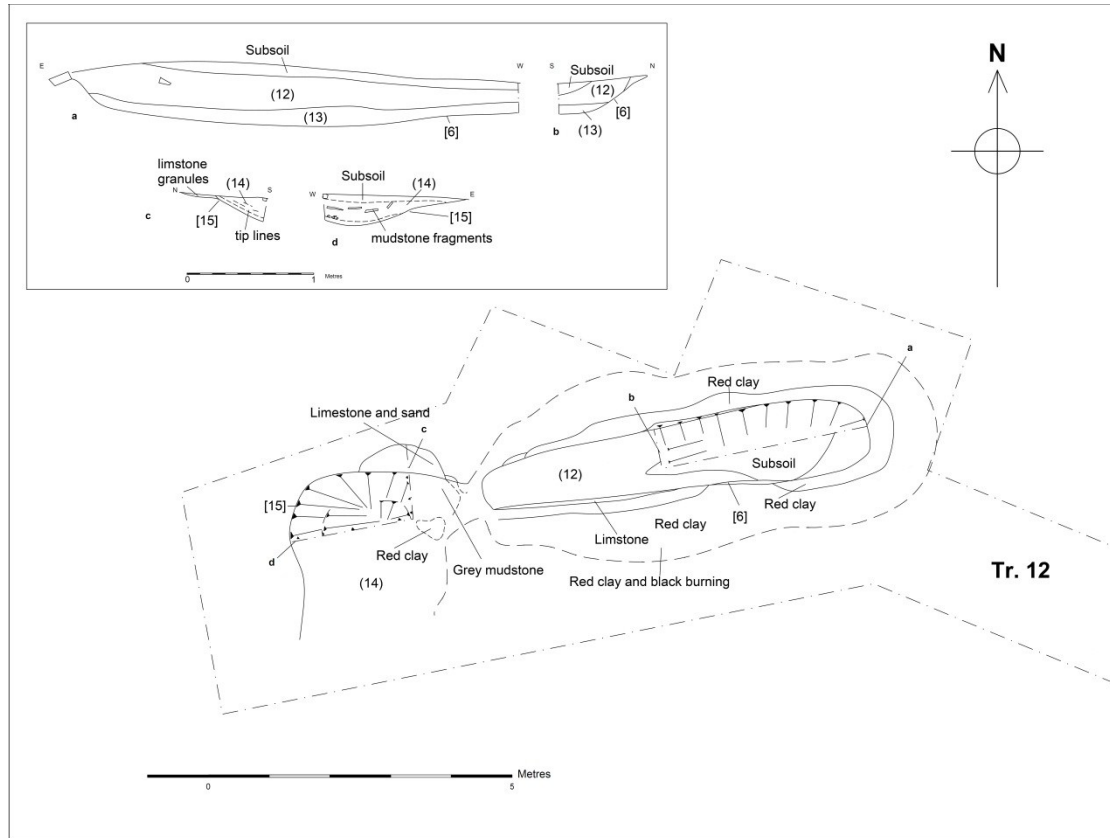 E
Subsoil
W
(12)
(13)
[6]
a
S
N
Subsoil
(12)
[6]
(13)
b
limstone
granules
N
(14)
S
[15]
tip lines
c
W
Subsoil
(14)
E
[15]
mudstone fragments
d
0
1
Metres
N
a
Red clay
b
Limestone and sand
c
(12)
Subsoil
[15]
Red clay
[6]
Red clay
Limestone
Red clay
d
Grey mudstone
Red clay and black burning
(14)
Tr. 12
Metres
0
5